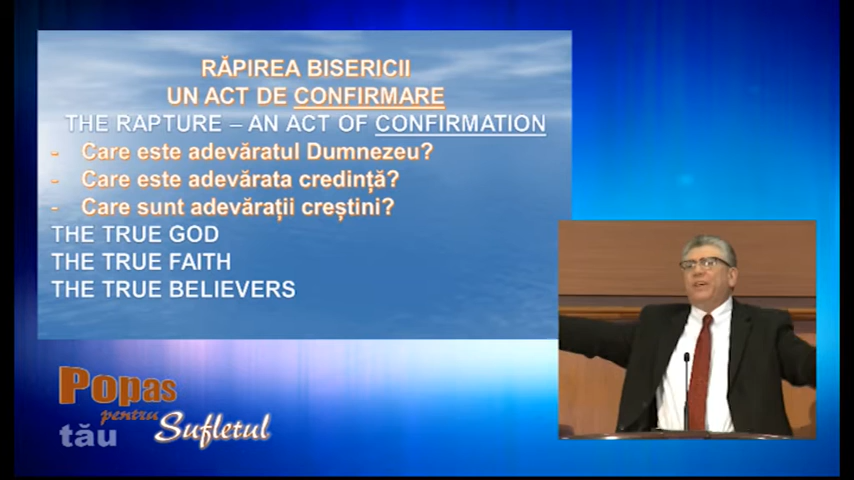 RĂPIREA BISERICII
UN ACT DE CONFIRMARE
THE RAPTURE – AN ACT OF CONFIRMATION
- Care este adevăratul Dumnezeu?
- Care este adevărata credință?
- Care sunt adevărații creștini?
THE TRUE GOD
THE TRUE FAITH
THE TRUE BELIEVERS
Popas
pentru
Sufletul
tău